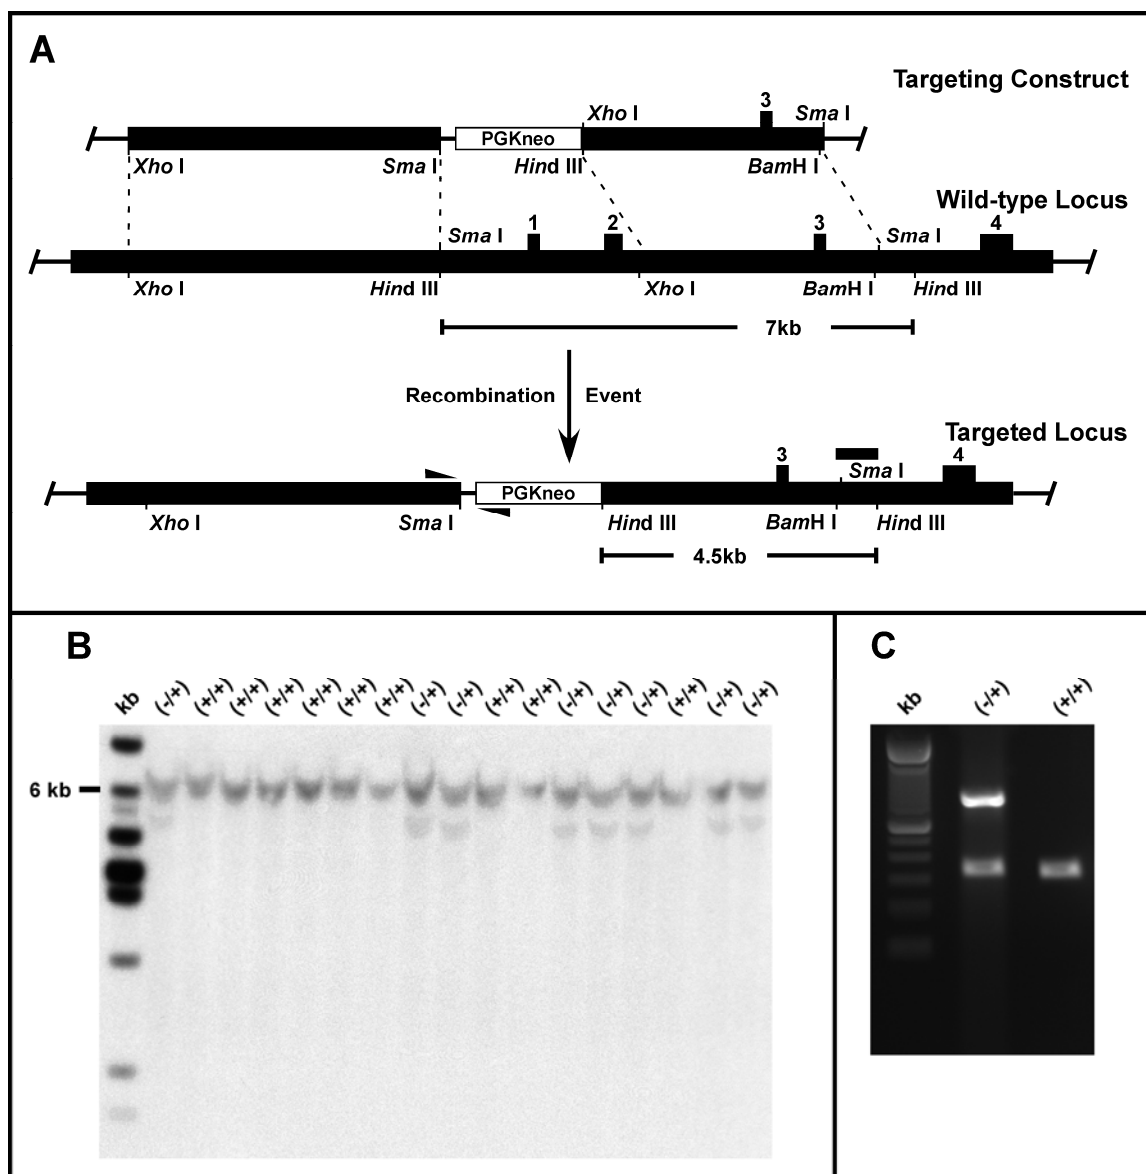 A
Targeting Construct
3
Xho I
Sma I
PGKneo
Xho I
Sma I
Hind III
BamH I
Wild-type Locus
Sma I
1
2
3
Sma I
4
Xho I
Hind III
Xho I
BamH I
Hind III
7kb
Recombination Event
Targeted Locus
3
4
Sma I
PGKneo
Xho I
Sma I
Hind III
BamH I
Hind III
4.5kb
B
kb (-/+) (+/+) (+/+) (+/+) (+/+) (+/+) (+/+) (-/+) (-/+) (+/+) (+/+) (-/+) (-/+) (-/+) (+/+) (-/+) (-/+)
6 kb
C
kb (-/+) (+/+)